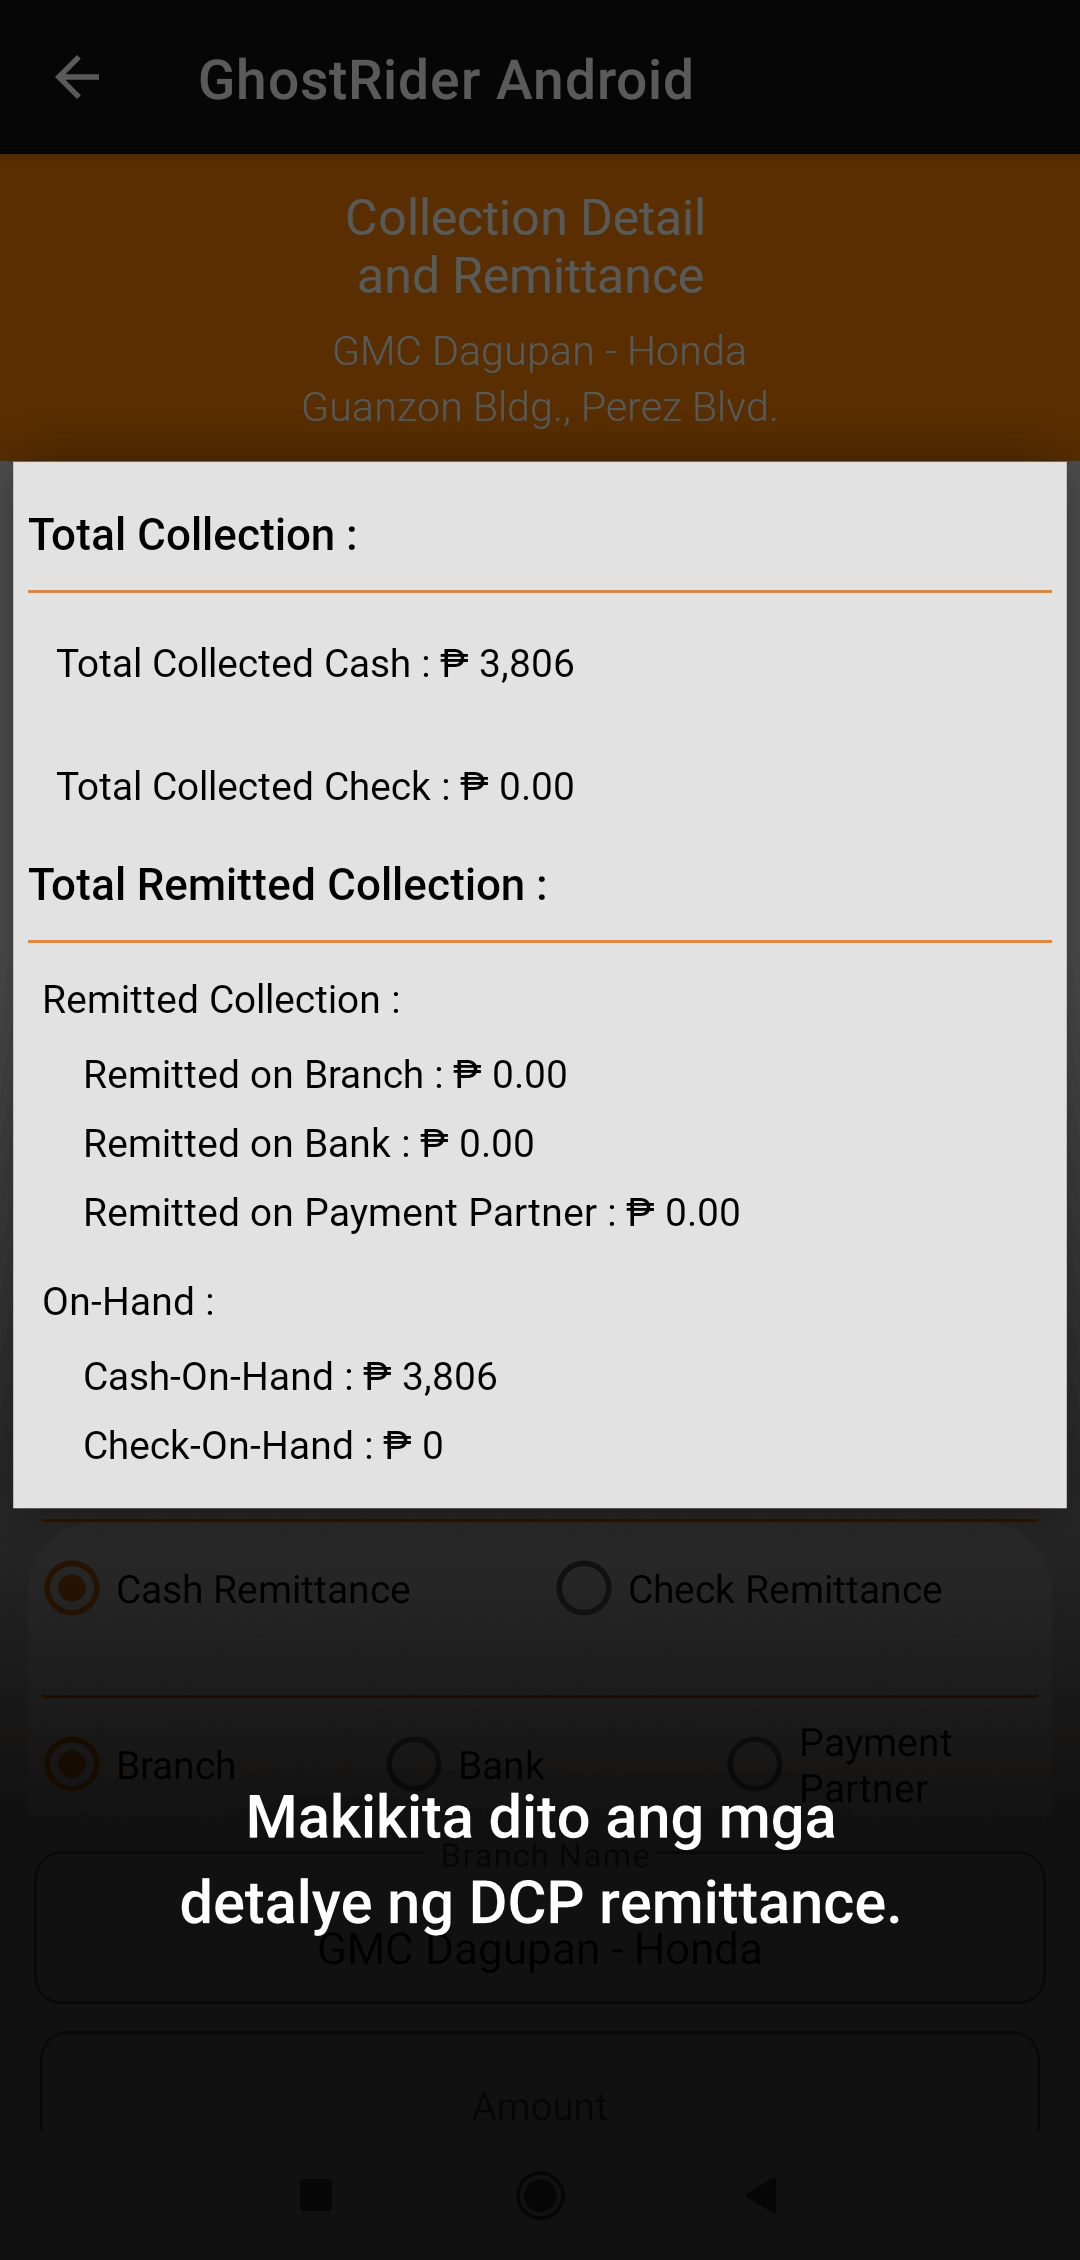 GhostRider Android
Collection Detail
and Remittance
GMC Dagupan - Honda
Guanzon Bldg., Perez Blvd.
Total Collection :
Total Collected Cash : ₱ 3,806
Total Collected Check : ₱ 0.00
Total Remitted Collection :
Remitted Collection :
Remitted on Branch : ₱ 0.00
Remitted on Bank : ₱ 0.00
Remitted on Payment Partner : ₱ 0.00
On-Hand :
Cash-On-Hand : ₱ 3,806
Check-On-Hand : ₱ 0
Cash Remittance
Check Remittance
Branch
Bank
Payment
Partner
Makikita dito ang mga
detalye ng DCP remittance.
Branch Name
GMC Dagupan - Honda
Amount